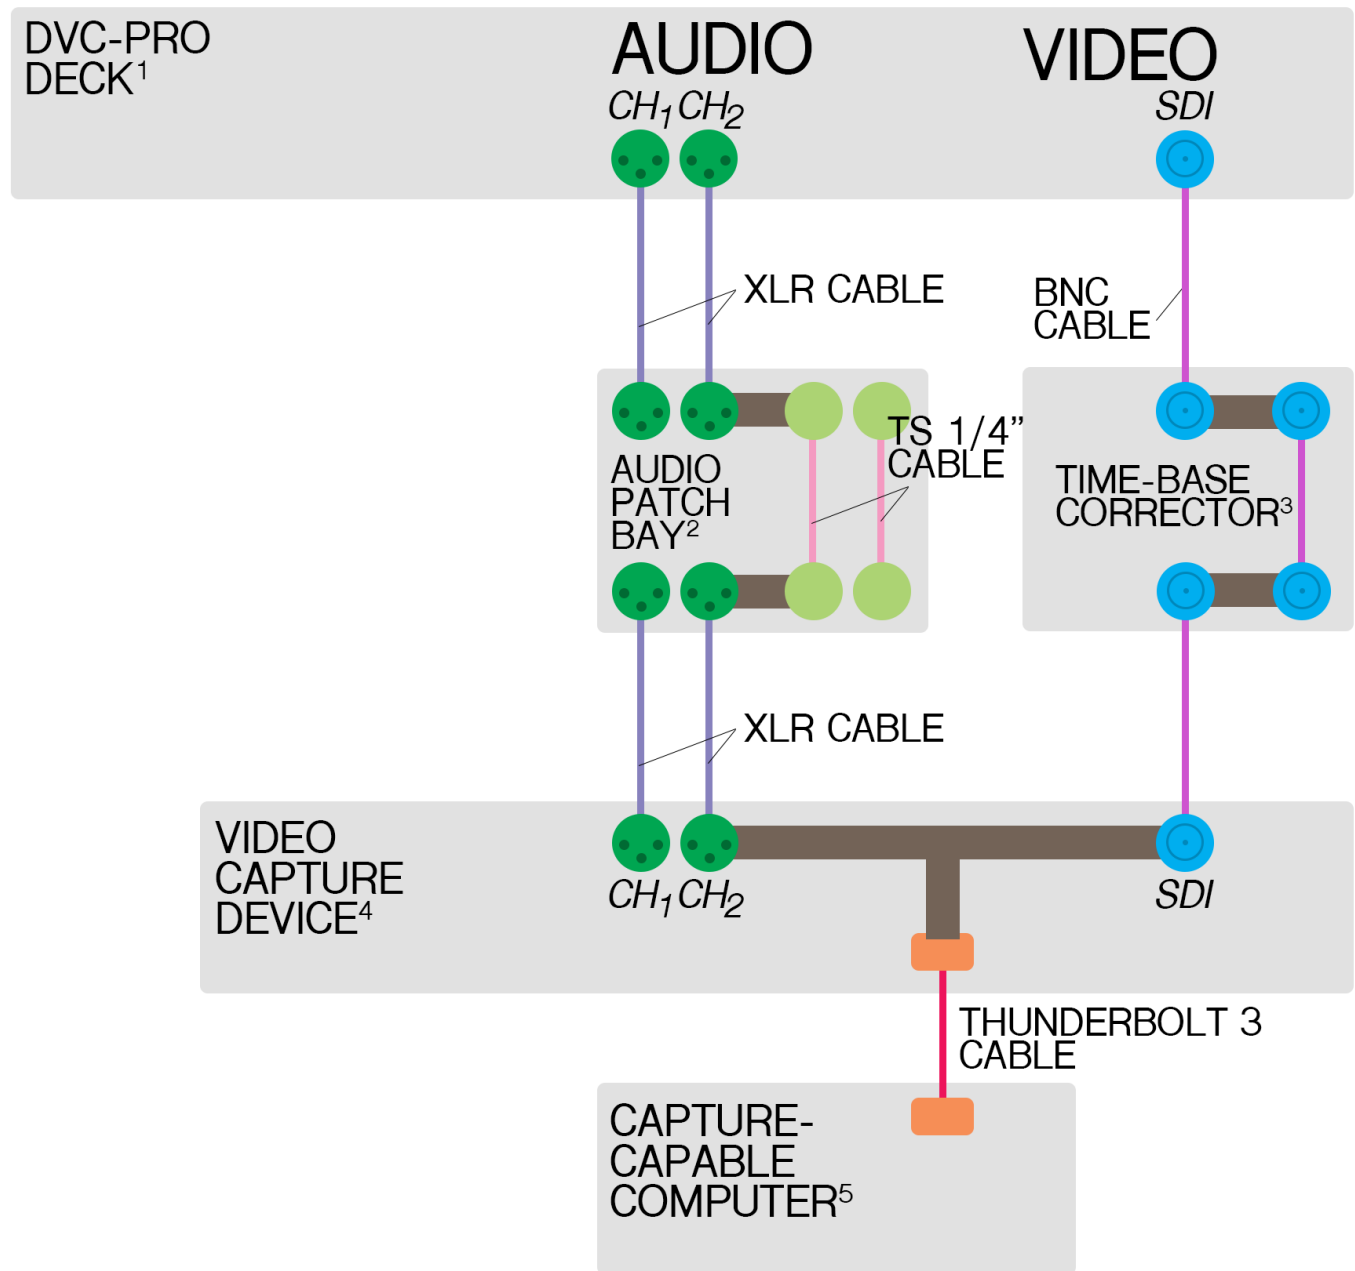 DVC-PRO
DECK¹
AUDIO
VIDEO
CH₁ CH₂
SDI
XLR CABLE
BNC
CABLE
TS 1/4”
CABLE
AUDIO
PATCH
BAY²
TIME-BASE
CORRECTOR³
XLR CABLE
VIDEO
CAPTURE
DEVICE⁴
CH₁ CH₂
SDI
THUNDERBOLT 3
CABLE
CAPTURE-
CAPABLE
COMPUTER⁵